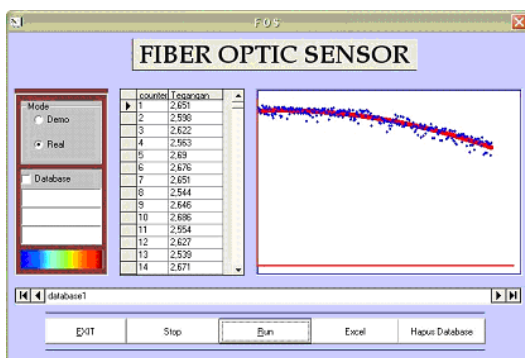 FOS
FIBER OPTIC SENSOR
Mode
Demo
Real
Database
counter Tegangan
1 2,651
2 2,598
3 2,622
4 2,563
5 2,69
6 2,676
7 2,651
8 2,544
9 2,646
10 2,686
11 2,554
12 2,627
13 2,539
14 2,671
database1
EXIT Stop Run Excel Hapus Database